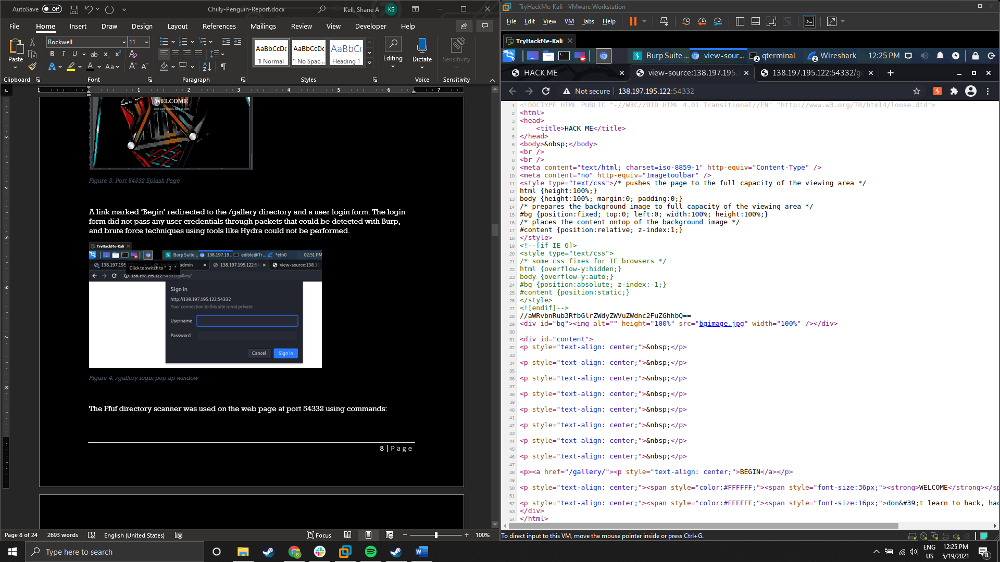 AutoSave Off Chilly-Penguin-Report.docx Kell, Shane A KS
File Home Insert Draw Design Layout References Mailings Review View Developer Help
Rockwell 11
Paste
AaBbCcDc AaBbCcDc AaBbCc
¶ Normal ¶ No Spac... Heading 1
Editing Dictate Sensitivity
Clipboard Font Paragraph Styles Voice Sensitivity
WELCOME
Figure 3: Port 54332 Splash Page
A link marked ‘Begin’ redirected to the /gallery directory and a user login form. The login
form did not pass any user credentials through packets that could be detected with Burp,
and brute force techniques using tools like Hydra could not be performed.
TryHackMe-Kali
Burp Suite ... 138.197.19... edible@Tr... *eth0 02:51 PM
138.197.195.122:5 admin 138.197.195.122:54 view-source:138.19
Click to switch to " 2 "
138.197.195.122:54332/gallery/
Sign in
http://138.197.195.122:54332
Your connection to this site is not private
Username
Password
Cancel Sign in
Figure 4: /gallery login pop up window
The Ffuf directory scanner was used on the web page at port 54332 using commands:
8 | Page
Page 8 of 24 2693 words English (United States) Focus 100%
TryHackMe-Kali - VMware Workstation
File Edit View VM Tabs Help
TryHackMe-Kali
Burp Suite ... view-sour... qterminal Wireshark 12:25 PM
HACK ME view-source:138.197.195.1 138.197.195.122:54332/ge
Not secure 138.197.195.122:54332
1 <!DOCTYPE HTML PUBLIC "-//W3C//DTD HTML 4.01 Transitional//EN" "http://www.w3.org/TR/html4/loose.dtd">
2 <html>
3 <head>
4 <title>HACK ME</title>
5 </head>
6 <body>&nbsp;</body>
7 <br />
8 <br />
9 <meta content="text/html; charset=iso-8859-1" http-equiv="Content-Type" />
10 <meta content="no" http-equiv="Imagetoolbar" />
11 <style type="text/css">/* pushes the page to the full capacity of the viewing area */
12 html {height:100%;}
13 body {height:100%; margin:0; padding:0;}
14 /* prepares the background image to full capacity of the viewing area */
15 #bg {position:fixed; top:0; left:0; width:100%; height:100%;}
16 /* places the content ontop of the background image */
17 #content {position:relative; z-index:1;}
18 </style>
19 <!--[if IE 6]>
20 <style type="text/css">
21 /* some css fixes for IE browsers */
22 html {overflow-y:hidden;}
23 body {overflow-y:auto;}
24 #bg {position:absolute; z-index:-1;}
25 #content {position:static;}
26 </style>
27 <![endif]-->
28 //aWRvbnRub3RfbGlrZWdyZWVuZWdnc2FuZGhhbQ==
29 <div id="bg"><img alt="" height="100%" src="bgimage.jpg" width="100%" /></div>
30
31 <div id="content">
32 <p style="text-align: center;">&nbsp;</p>
33
34 <p style="text-align: center;">&nbsp;</p>
35
36 <p style="text-align: center;">&nbsp;</p>
37
38 <p style="text-align: center;">&nbsp;</p>
39
40 <p style="text-align: center;">&nbsp;</p>
41
42 <p style="text-align: center;">&nbsp;</p>
43
44 <p style="text-align: center;">&nbsp;</p>
45
46 <p style="text-align: center;">&nbsp;</p>
47
48 <p><a href="/gallery/"><p style="text-align: center;">BEGIN</a></p>
49
50 <p style="text-align: center;"><span style="color:#FFFFFF;"><span style="font-size:36px;"><strong>WELCOME</strong></sp
51
52 <p style="text-align: center;"><span style="color:#FFFFFF;"><span style="font-size:16px;">don&#39;t learn to hack, hac
53 </div>
54 </html>
To direct input to this VM, move the mouse pointer inside or press Ctrl+G.
Type here to search
ENG
US
12:25 PM
5/19/2021
8